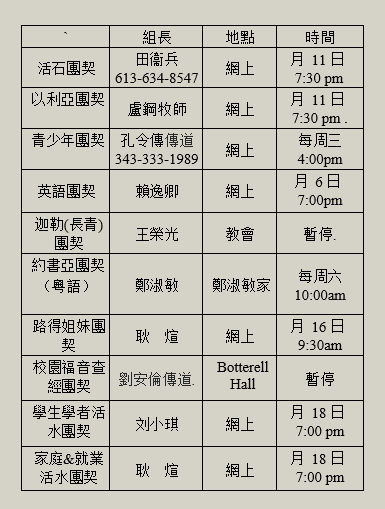 ` 組長 地點 時間
活石團契 田衞兵 613-634-8547 網上 月 11 日 7:30 pm
以利亞團契 盧鋼牧師 網上 月 11 日 7:30 pm .
青少年團契 孔令傳傳道 343-333-1989 網上 每周三 4:00pm
英語團契 賴逸卿 網上 月 6 日 7:00pm
迦勒(長青) 團契 王榮光 教會 暫停.
約書亞團契 （粵語） 鄭淑敏 鄭淑敏家 每周六 10:00am
路得姐妹團 契 耿 煊 網上 月 16 日 9:30am
校園福音查 經團契 劉安倫傳道. Botterell Hall 暫停
學生學者活 水團契 刘小琪 網上 月 18 日 7:00 pm
家庭&就業 活水團契 耿 煊 網上 月 18 日 7:00 pm